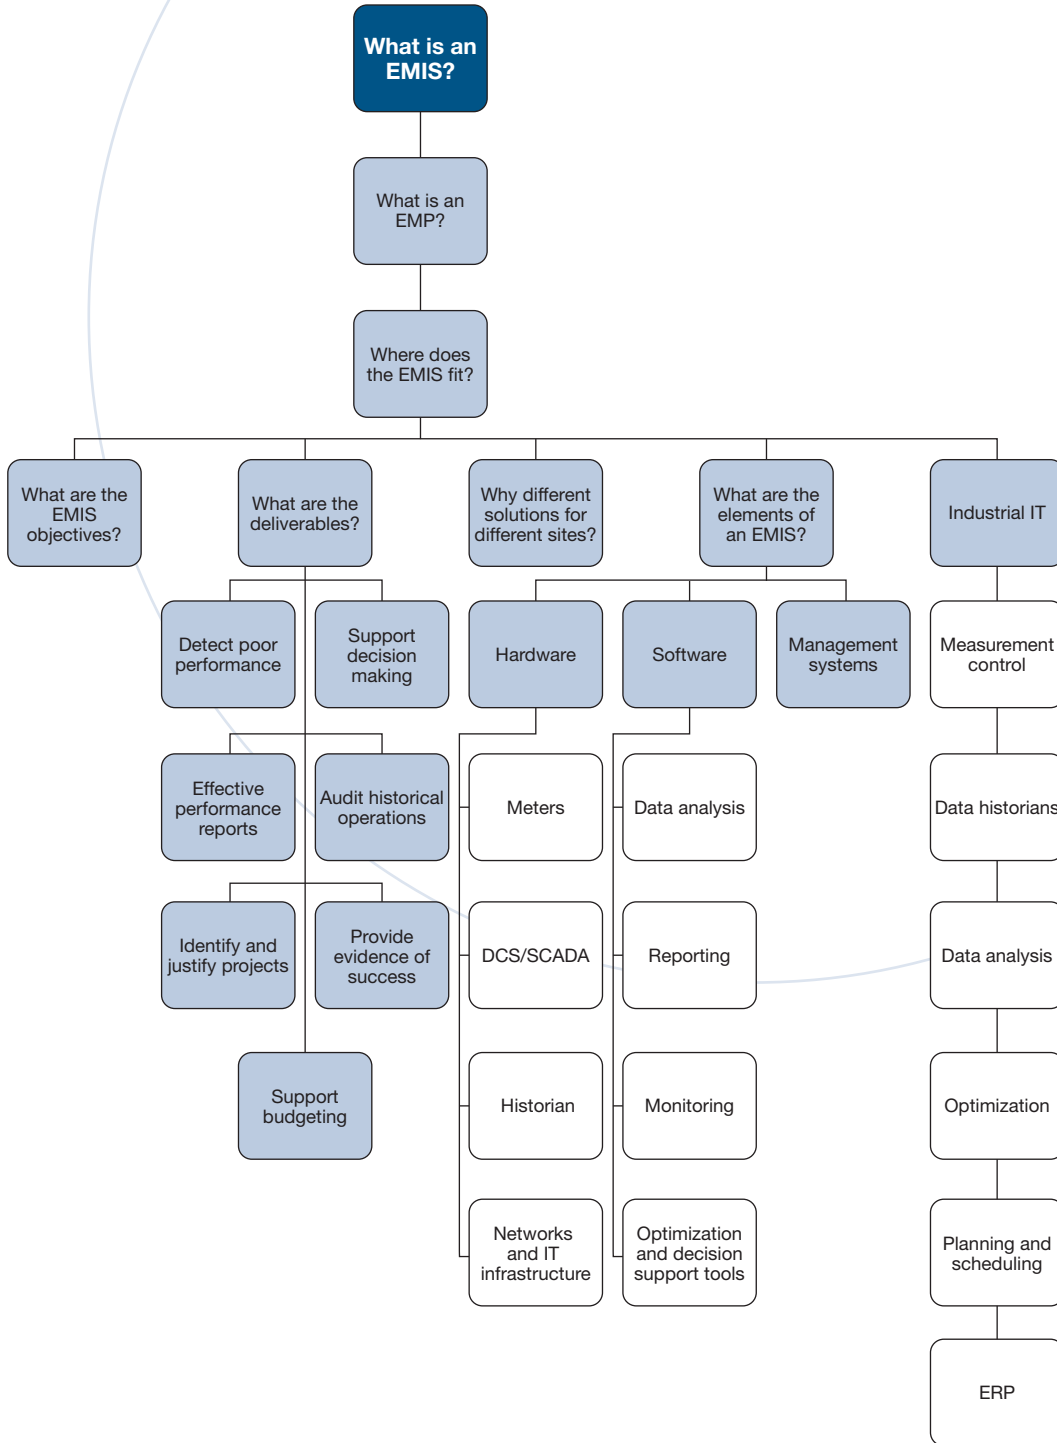 What is an
EMIS?
What is an
EMP?
Where does
the EMIS fit?
What are the
EMIS
objectives?
What are the
deliverables?
Why different
solutions for
different sites?
What are the
elements of
an EMIS?
Industrial IT
Detect poor
performance
Support
decision
making
Hardware
Software
Management
systems
Measurement
control
Effective
performance
reports
Audit historical
operations
Meters
Data analysis
Data historians
Identify and
justify projects
Provide
evidence of
success
DCS/SCADA
Reporting
Data analysis
Support
budgeting
Historian
Monitoring
Optimization
Networks
and IT
infrastructure
Optimization
and decision
support tools
Planning and
scheduling
ERP